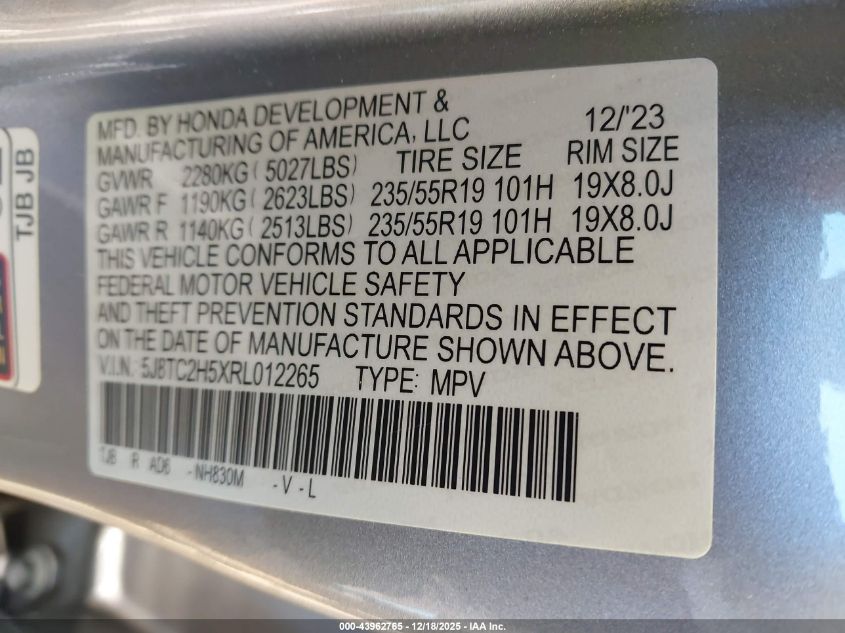 MFD. BY HONDA DEVELOPMENT & 12/'23
MANUFACTURING OF AMERICA, LLC
GVWR 2280KG ( 5027LBS) TIRE SIZE RIM SIZE
GAWR F 1190KG ( 2623LBS) 235/55R19 101H 19X8.0J
GAWR R 1140KG ( 2513LBS) 235/55R19 101H 19X8.0J
THIS VEHICLE CONFORMS TO ALL APPLICABLE
FEDERAL MOTOR VEHICLE SAFETY
AND THEFT PREVENTION STANDARDS IN EFFECT
ON THE DATE OF MANUFACTURE SHOWN ABOVE.
V.I.N.: 5J8TC2H5XRL012265 TYPE: MPV
TJB R AD6 -NH830M -V-L
TJB JB
000-43962765 - 12/18/2025 - IAA Inc.